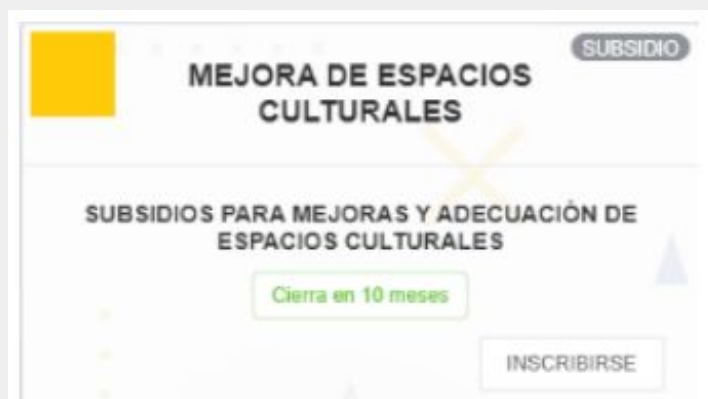 SUBSIDIO
MEJORA DE ESPACIOS
CULTURALES
SUBSIDIOS PARA MEJORAS Y ADECUACIÓN DE
ESPACIOS CULTURALES
Cierra en 10 meses
INSCRIBIRSE